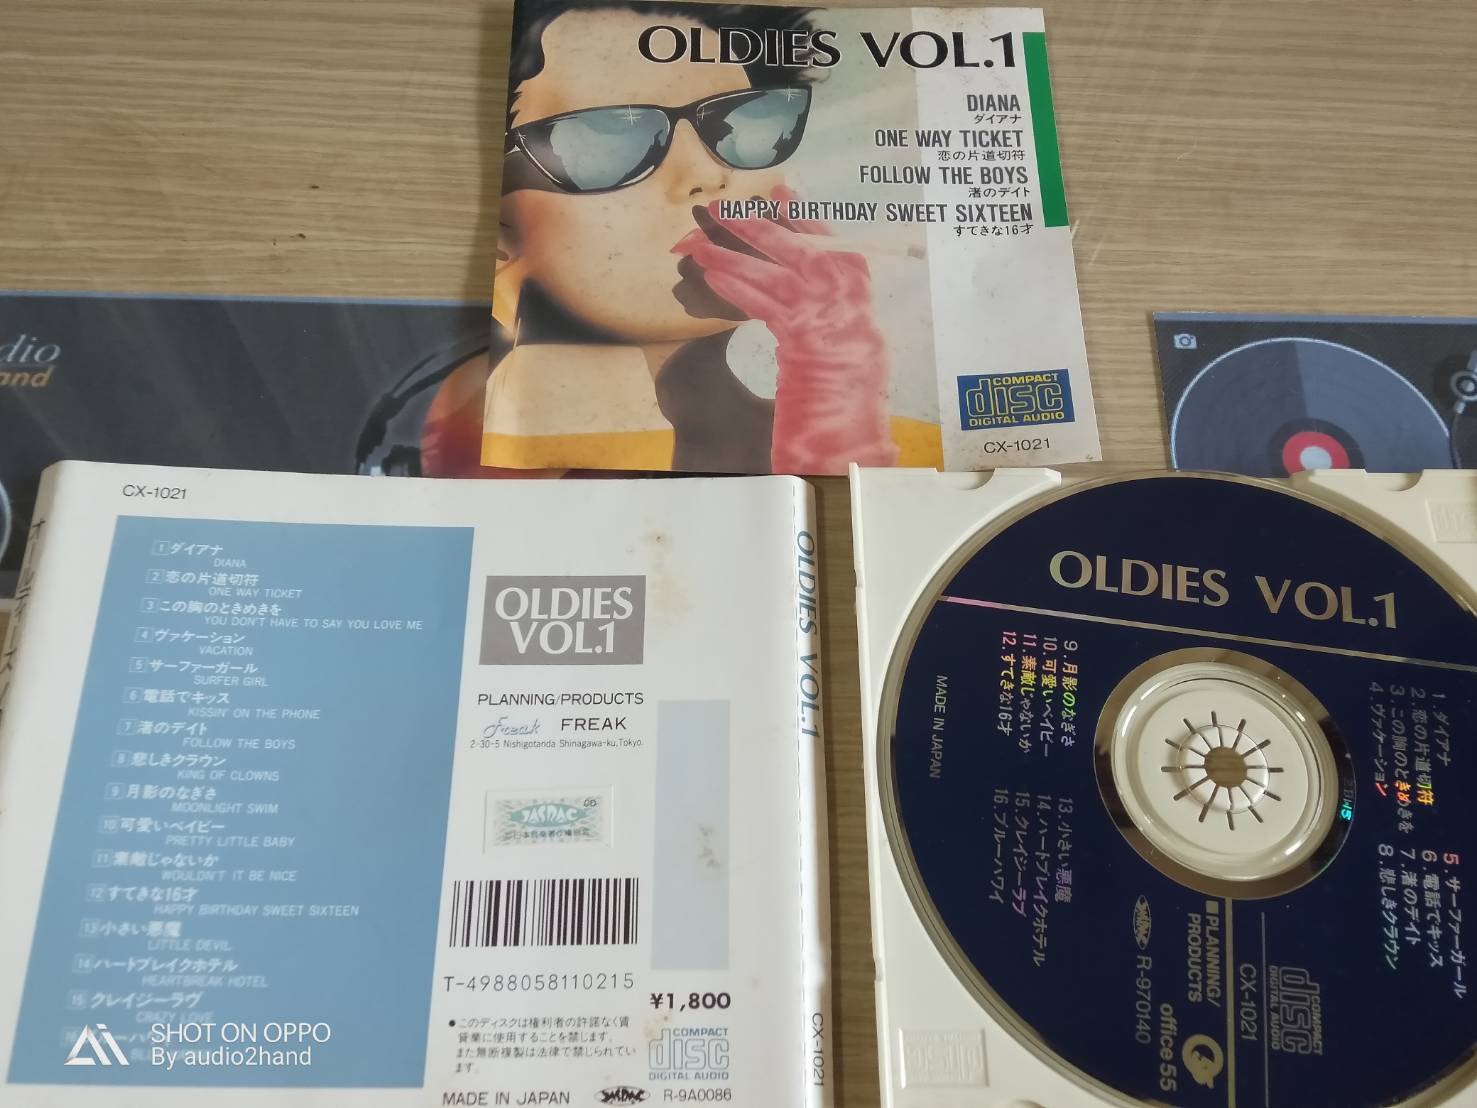 OLDIES VOL.1
DIANA
ダイアナ
ONE WAY TICKET
恋の片道切符
FOLLOW THE BOYS
渚のデイト
HAPPY BIRTHDAY SWEET SIXTEEN
すてきな16才
COMPACT
disc
DIGITAL AUDIO
CX-1021
CX-1021
1 ダイアナ
DIANA
2 恋の片道切符
ONE WAY TICKET
3 この胸のときめきを
YOU DON'T HAVE TO SAY YOU LOVE ME
4 ヴァケーション
VACATION
5 サーファーガール
SURFER GIRL
6 電話でキッス
KISSIN' ON THE PHONE
7 渚のデイト
FOLLOW THE BOYS
8 悲しきクラウン
KING OF CLOWNS
9 月影のなぎさ
MOONLIGHT SWIM
10 可愛いベイビー
PRETTY LITTLE BABY
11 素敵じゃないか
WOULDN'T IT BE NICE
12 すてきな16才
HAPPY BIRTHDAY SWEET SIXTEEN
13 小さい悪魔
LITTLE DEVIL
14 ハートブレイクホテル
HEARTBREAK HOTEL
15 クレイジーラヴ
CRAZY LOVE
OLDIES
VOL.1
PLANNING/PRODUCTS
Freak FREAK
2-30-5 Nishigotanda Shinagawa-ku,Tokyo.
JASRAC
T-4988058110215
¥1,800
●このディスクは権利者の許諾なく賃
貸業に使用することを禁じます。
また無断複製は法律で禁じられてい
ます。
COMPACT
disc
DIGITAL AUDIO
MADE IN JAPAN
JASRAC
R-9A0086
OLDIES VOL.1
CX-1021
OLDIES VOL.1
1.ダイアナ
2.恋の片道切符
3.この胸のときめきを
4.ヴァケーション
5.サーファーガール
6.電話でキッス
7.渚のデイト
8.悲しきクラウン
9.月影のなぎさ
10.可愛いベイビー
11.素敵じゃないか
12.すてきな16才
13.小さい悪魔
14.ハートブレイクホテル
15.クレイジーラブ
16.ブルーハワイ
MADE IN JAPAN
■PLANNING/
PRODUCTS
office 55
JASRAC
R-970140
CX-1021
COMPACT
disc
DIGITAL AUDIO
SHOT ON OPPO
By audio2hand